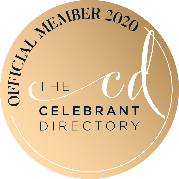 OFFICIAL MEMBER 2020
cd
THE
CELEBRANT
DIRECTORY